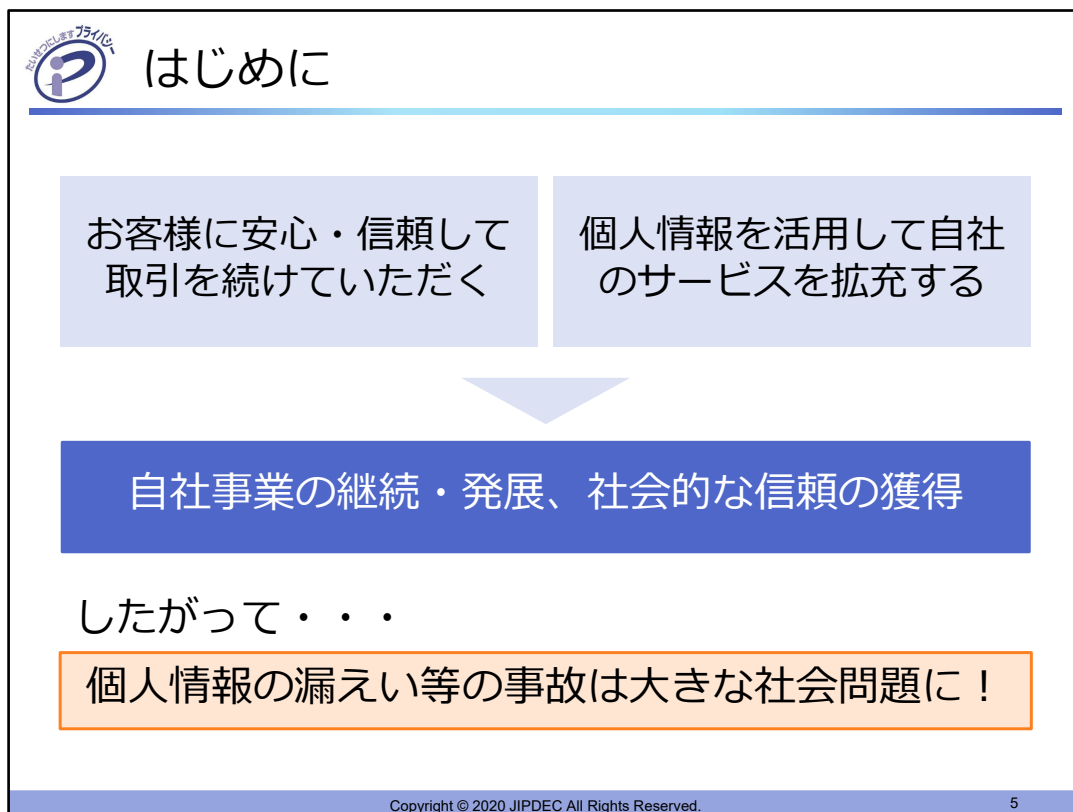 たいせつにしますプライバシー
はじめに
お客様に安心・信頼して
取引を続けていただく
個人情報を活用して自社
のサービスを拡充する
自社事業の継続・発展、社会的な信頼の獲得
したがって・・・
個人情報の漏えい等の事故は大きな社会問題に！
Copyright © 2020 JIPDEC All Rights Reserved.
5